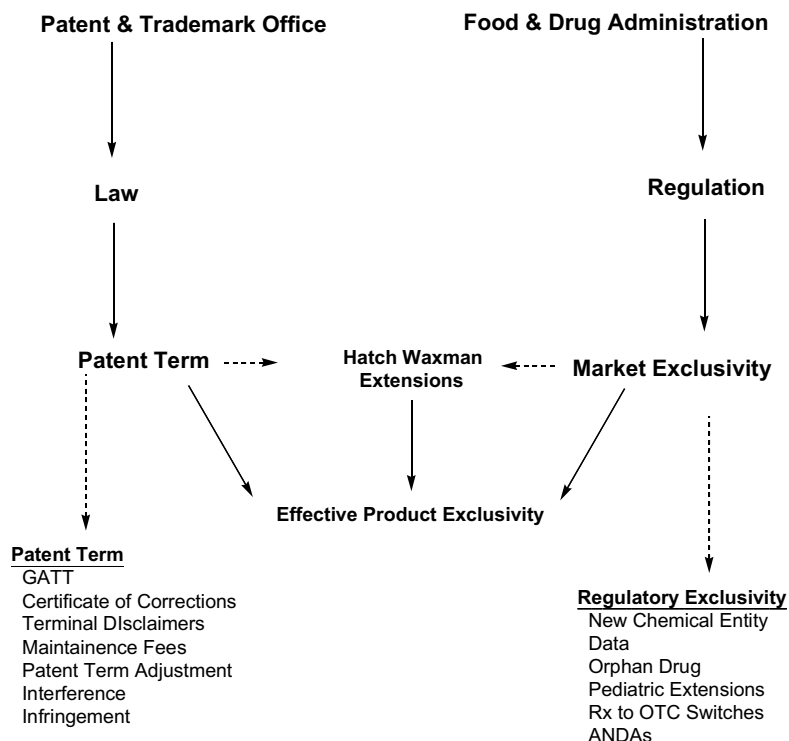 Patent & Trademark Office
Food & Drug Administration
Law
Regulation
Patent Term
Hatch Waxman
Extensions
Market Exclusivity
Effective Product Exclusivity
Patent Term
GATT
Certificate of Corrections
Terminal DIsclaimers
Maintainence Fees
Patent Term Adjustment
Interference
Infringement
Regulatory Exclusivity
New Chemical Entity
Data
Orphan Drug
Pediatric Extensions
Rx to OTC Switches
ANDAs